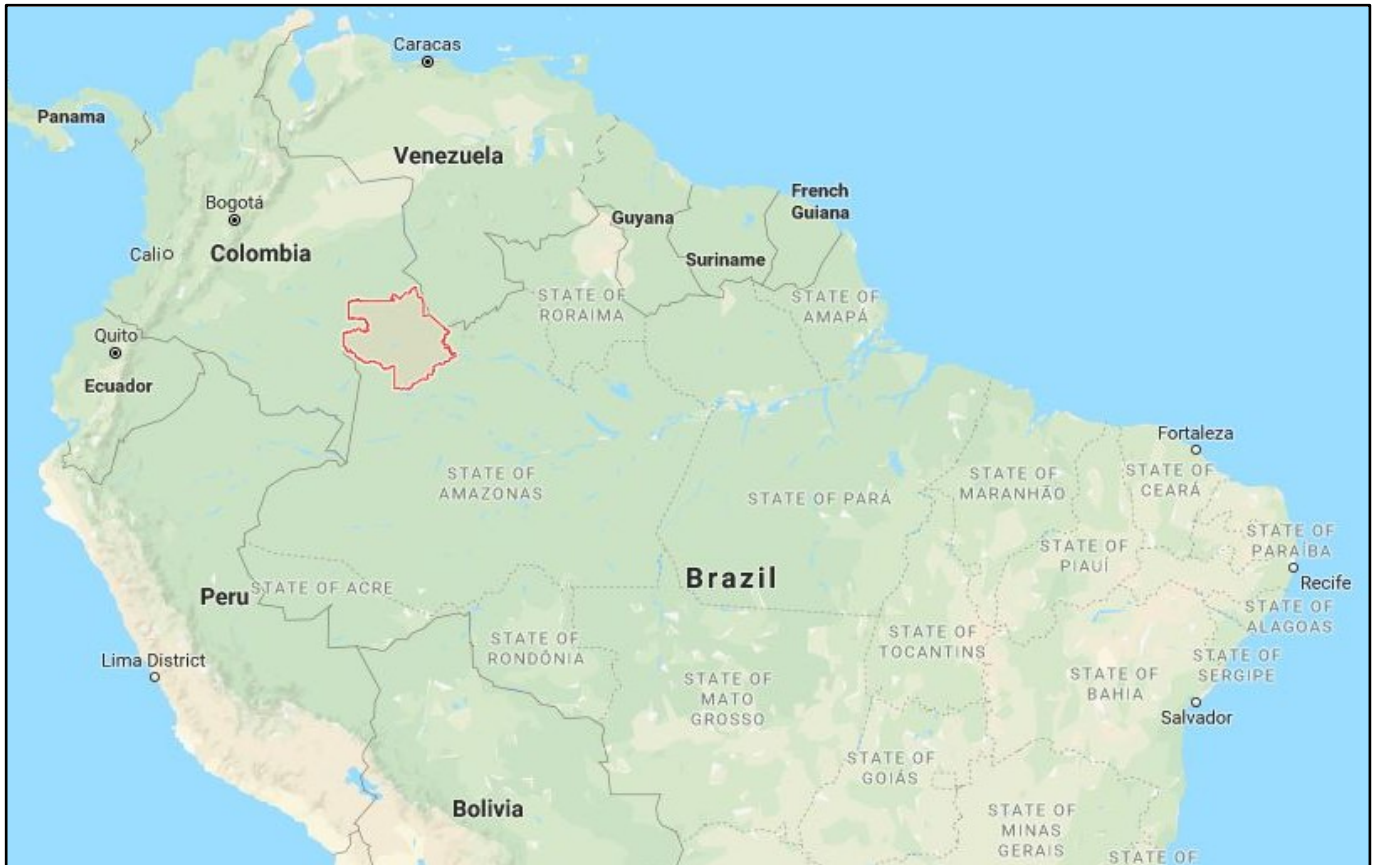 Caracas
Panama
Venezuela
French
Guiana
Bogotá
Guyana
Cali
Colombia
Suriname
STATE OF
RORAIMA
STATE OF
AMAPÁ
Quito
Ecuador
Fortaleza
STATE OF
AMAZONAS
STATE OF PARÁ
STATE OF
MARANHÃO
STATE OF
CEARÁ
STATE OF
PARAÍBA
STATE OF
PIAUÍ
Brazil
Recife
Peru
STATE OF ACRE
STATE OF
ALAGOAS
STATE OF
RONDÔNIA
STATE OF
TOCANTINS
Lima District
STATE OF
SERGIPE
STATE OF
MATO
GROSSO
STATE OF
BAHIA
Salvador
STATE OF
GOIÁS
Bolivia
STATE OF
MINAS
GERAIS
STATE OF